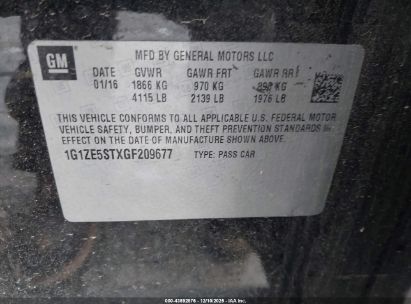 GM
MFD BY GENERAL MOTORS LLC
DATE GVWR GAWR FRT GAWR RR
01/16 1866 KG 970 KG 896 KG
4115 LB 2139 LB 1976 LB
THIS VEHICLE CONFORMS TO ALL APPLICABLE U.S. FEDERAL MOTOR
VEHICLE SAFETY, BUMPER, AND THEFT PREVENTION STANDARDS IN
EFFECT ON THE DATE OF MANUFACTURE SHOWN ABOVE.
1G1ZE5STXGF209677 TYPE: PASS CAR